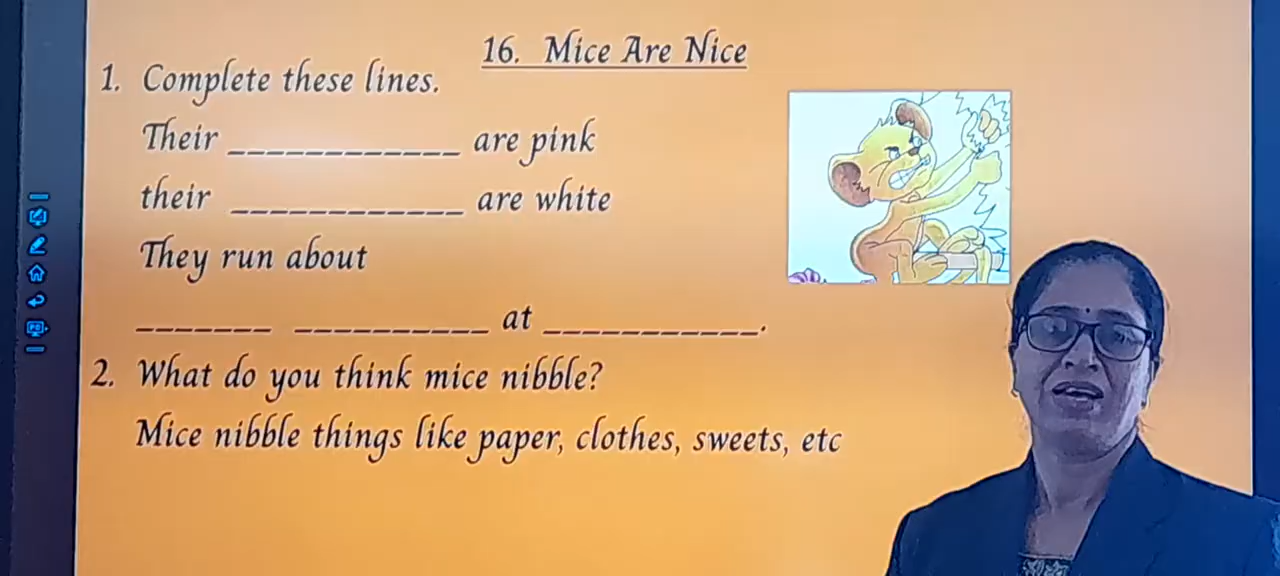 16. Mice Are Nice
1. Complete these lines.
Their ____________ are pink
their ____________ are white
They run about
_______ __________ at ___________.
2. What do you think mice nibble?
Mice nibble things like paper, clothes, sweets, etc